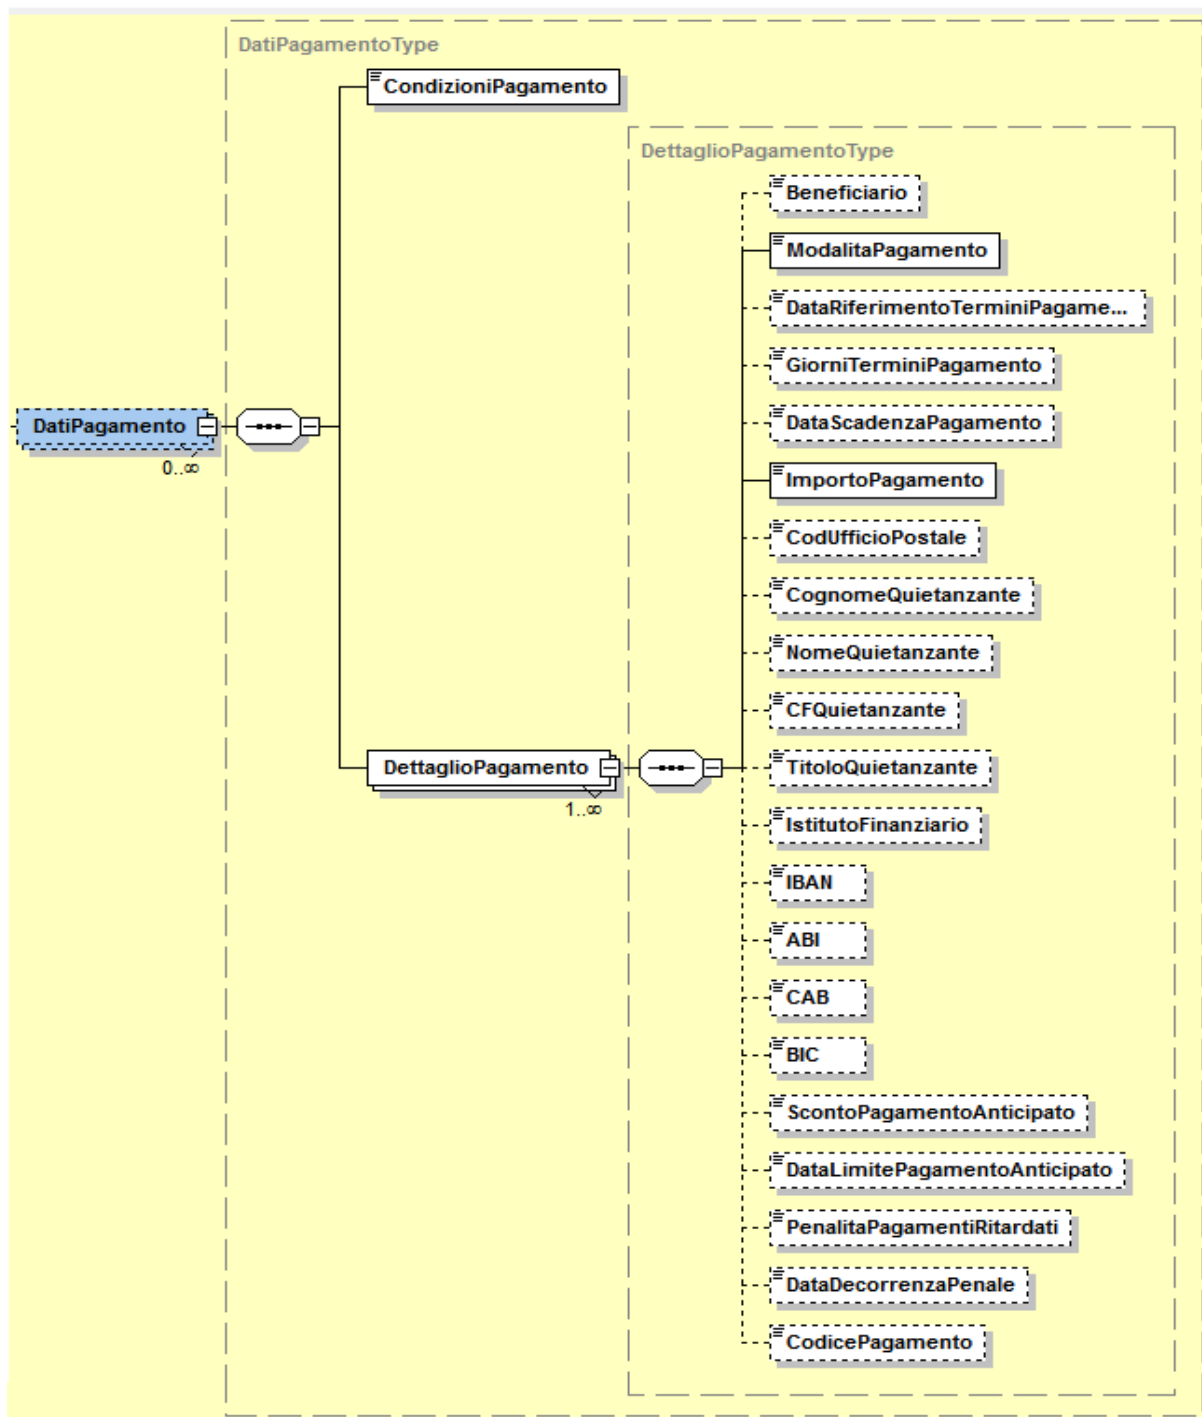 DatiPagamentoType
CondizioniPagamento
DettaglioPagamentoType
Beneficiario
ModalitaPagamento
DataRiferimentoTerminiPagame...
GiorniTerminiPagamento
DataScadenzaPagamento
DatiPagamento
0..∞
ImportoPagamento
CodUfficioPostale
CognomeQuietanzante
NomeQuietanzante
CFQuietanzante
DettaglioPagamento
1..∞
TitoloQuietanzante
IstitutoFinanziario
IBAN
ABI
CAB
BIC
ScontoPagamentoAnticipato
DataLimitePagamentoAnticipato
PenalitaPagamentiRitardati
DataDecorrenzaPenale
CodicePagamento